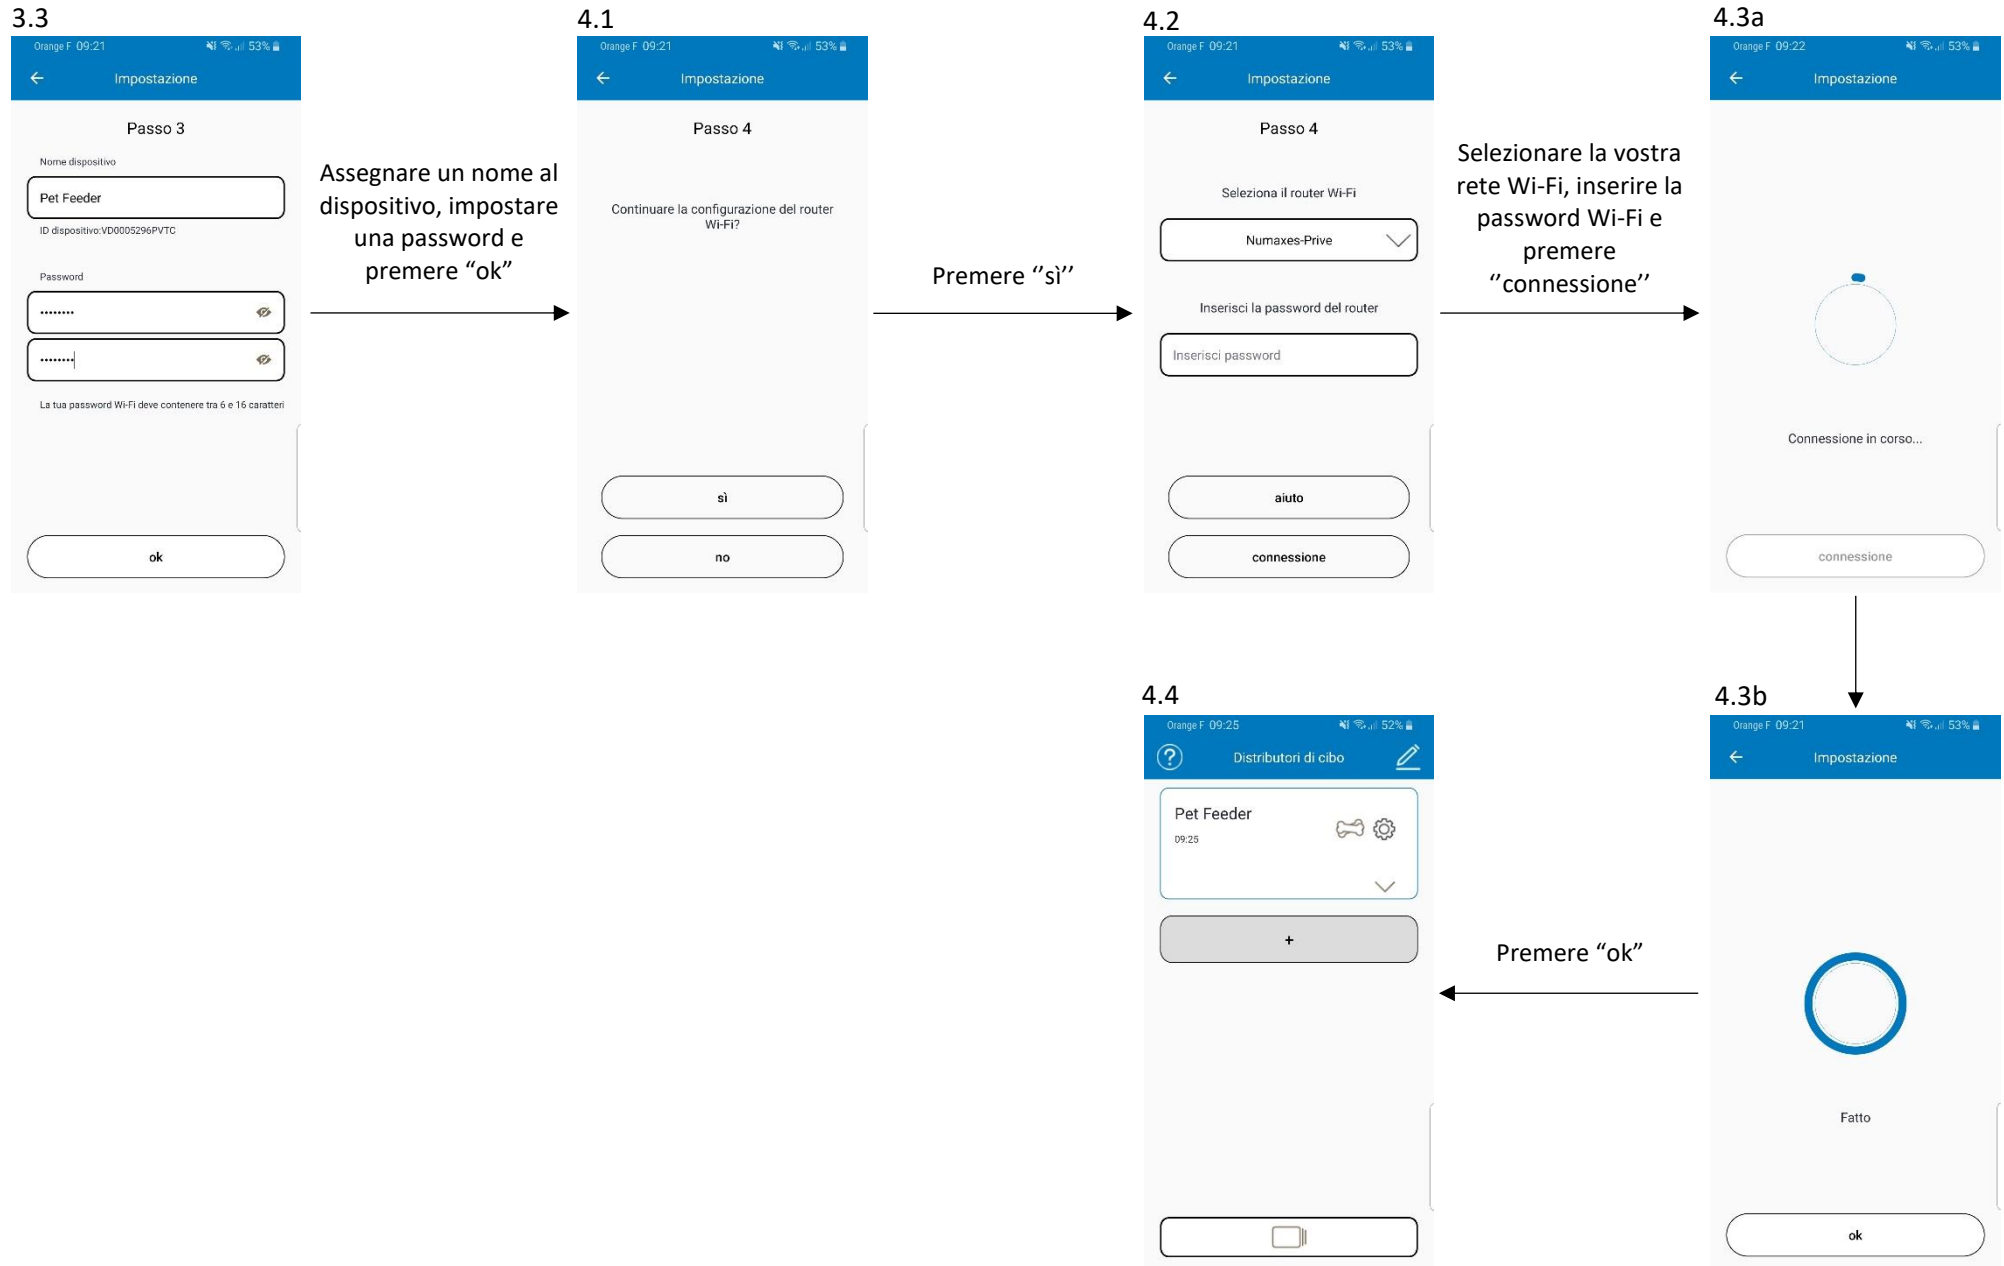 3.3
Orange F 09:21 53%
Impostazione
Passo 3
Nome dispositivo
Pet Feeder
ID dispositivo:VD0005296PVTC
Password
••••••••
••••••••
La tua password Wi-Fi deve contenere tra 6 e 16 caratteri
ok
Assegnare un nome al
dispositivo, impostare
una password e
premere “ok”
4.1
Orange F 09:21 53%
Impostazione
Passo 4
Continuare la configurazione del router
Wi-Fi?
sì
no
Premere ‘’sì’’
4.2
Orange F 09:21 53%
Impostazione
Passo 4
Seleziona il router Wi-Fi
Numaxes-Prive
Inserisci la password del router
Inserisci password
aiuto
connessione
Selezionare la vostra
rete Wi-Fi, inserire la
password Wi-Fi e
premere
‘’connessione’’
4.3a
Orange F 09:22 53%
Impostazione
Connessione in corso...
connessione
4.3b
Orange F 09:21 53%
Impostazione
Fatto
ok
Premere “ok”
4.4
Orange F 09:25 52%
? Distributori di cibo
Pet Feeder
09:25
+